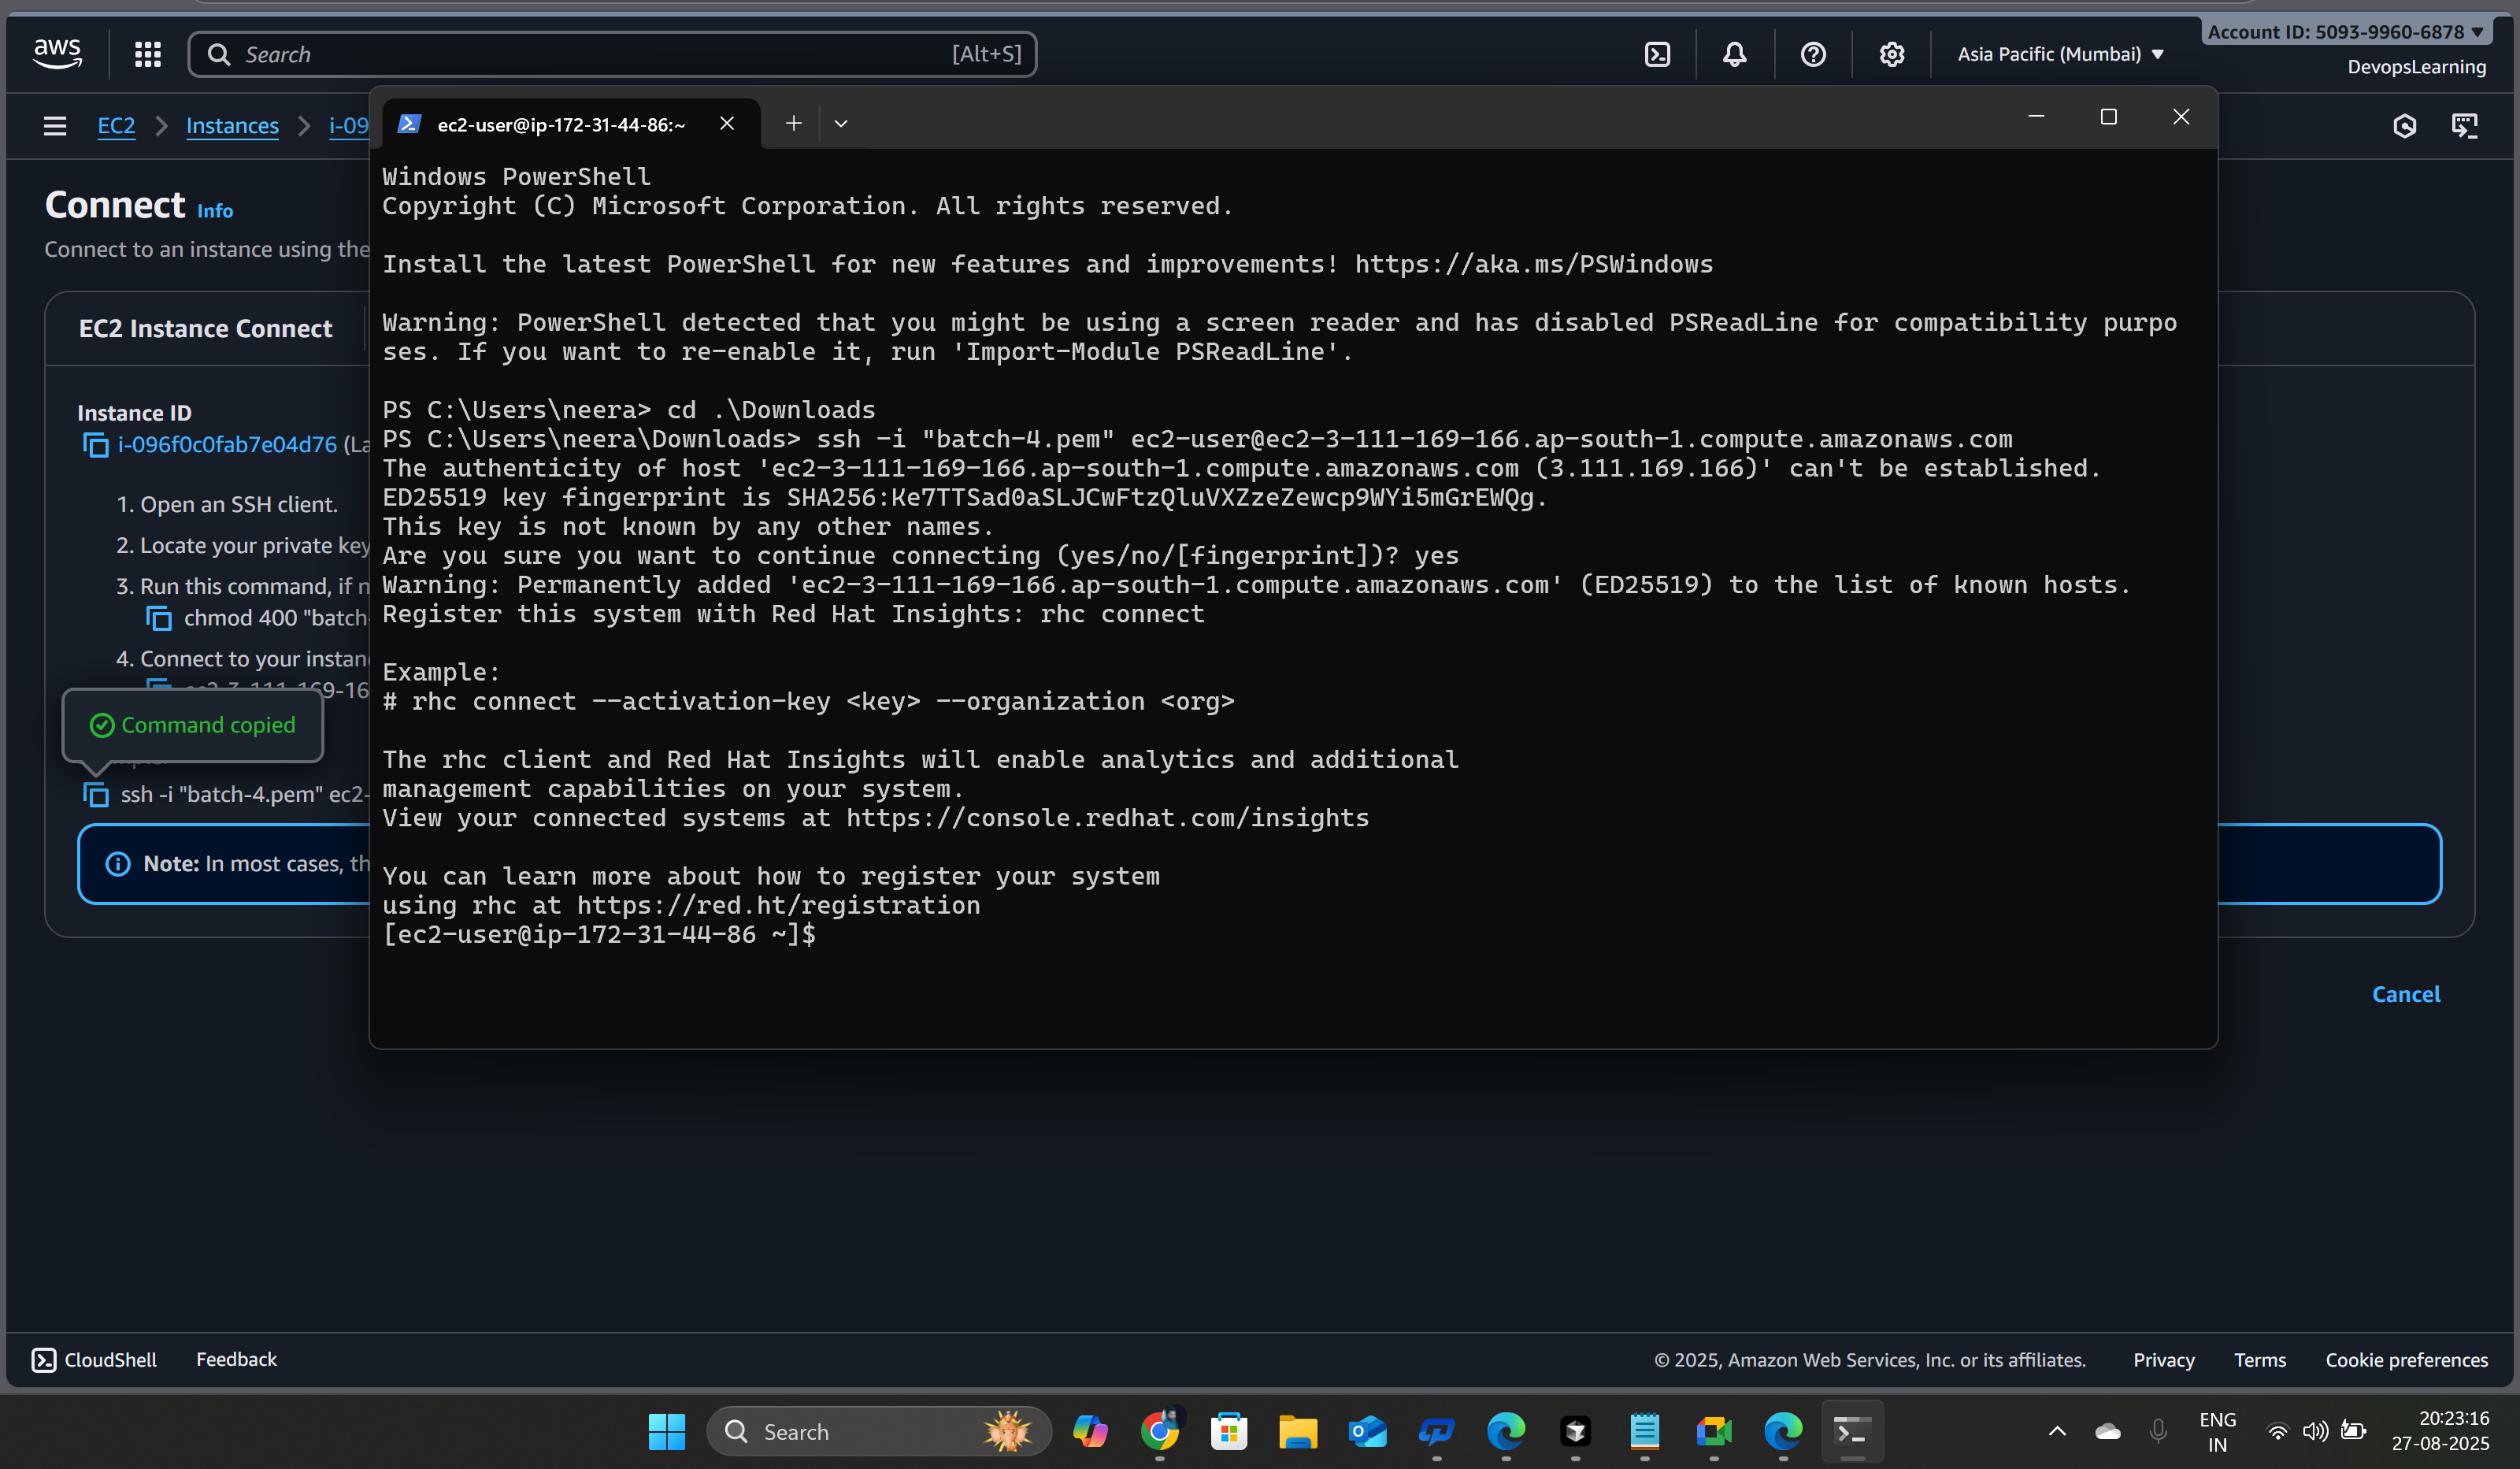 aws
Search [Alt+S]
Asia Pacific (Mumbai)
Account ID: 5093-9960-6878
DevopsLearning
EC2 > Instances > i-09
Connect Info
Connect to an instance using the
EC2 Instance Connect
Instance ID
i-096f0c0fab7e04d76 (La
1. Open an SSH client.
2. Locate your private key
3. Run this command, if n
chmod 400 "batch-
4. Connect to your instan
ec2-3-111-169-16
Command copied
ssh -i "batch-4.pem" ec2-
Note: In most cases, th
ec2-user@ip-172-31-44-86:~
Windows PowerShell
Copyright (C) Microsoft Corporation. All rights reserved.
Install the latest PowerShell for new features and improvements! https://aka.ms/PSWindows
Warning: PowerShell detected that you might be using a screen reader and has disabled PSReadLine for compatibility purpo
ses. If you want to re-enable it, run 'Import-Module PSReadLine'.
PS C:\Users\neera> cd .\Downloads
PS C:\Users\neera\Downloads> ssh -i "batch-4.pem" ec2-user@ec2-3-111-169-166.ap-south-1.compute.amazonaws.com
The authenticity of host 'ec2-3-111-169-166.ap-south-1.compute.amazonaws.com (3.111.169.166)' can't be established.
ED25519 key fingerprint is SHA256:Ke7TTSad0aSLJCwFtzQluVXZzeZewcp9WYi5mGrEWQg.
This key is not known by any other names.
Are you sure you want to continue connecting (yes/no/[fingerprint])? yes
Warning: Permanently added 'ec2-3-111-169-166.ap-south-1.compute.amazonaws.com' (ED25519) to the list of known hosts.
Register this system with Red Hat Insights: rhc connect
Example:
# rhc connect --activation-key <key> --organization <org>
The rhc client and Red Hat Insights will enable analytics and additional
management capabilities on your system.
View your connected systems at https://console.redhat.com/insights
You can learn more about how to register your system
using rhc at https://red.ht/registration
[ec2-user@ip-172-31-44-86 ~]$
Cancel
CloudShell Feedback
© 2025, Amazon Web Services, Inc. or its affiliates. Privacy Terms Cookie preferences
Search
ENG
IN
20:23:16
27-08-2025